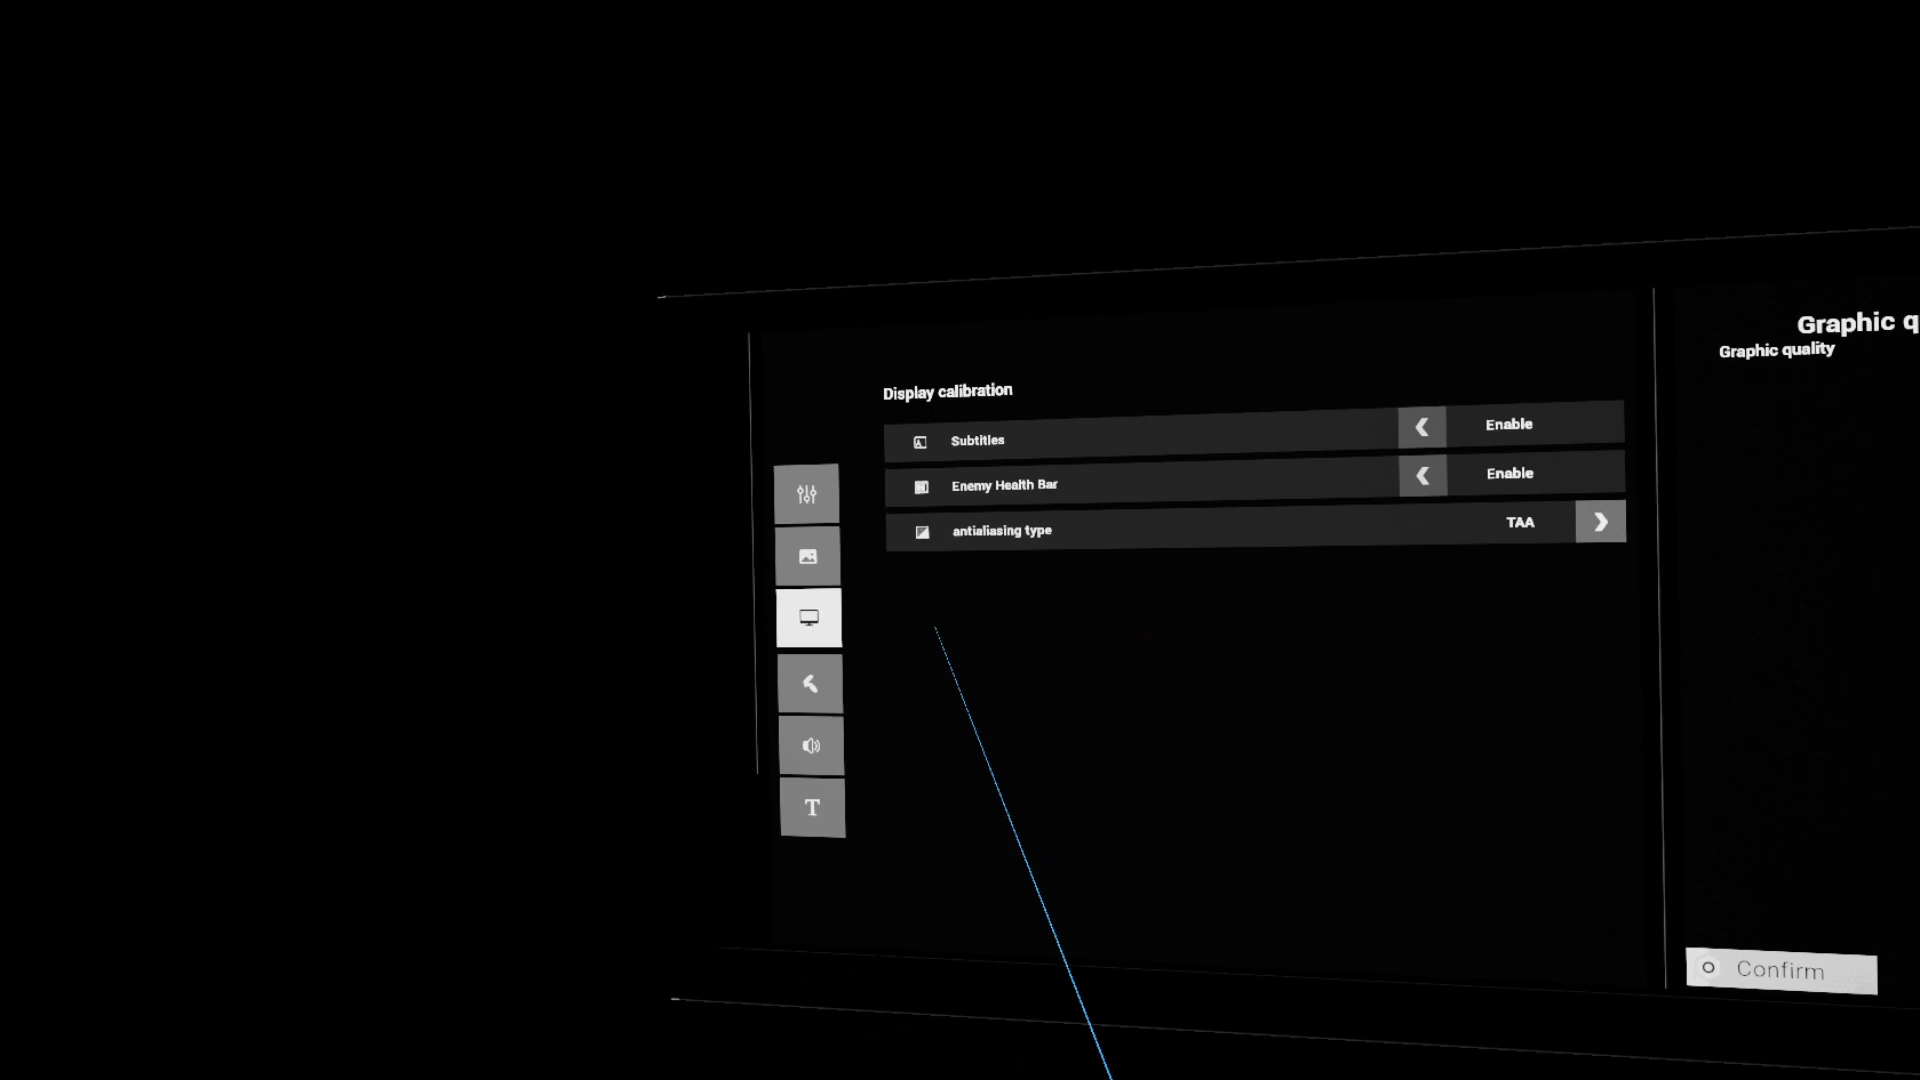 Graphic q
Graphic quality
Display calibration
Subtitles Enable
Enemy Health Bar Enable
antialiasing type TAA
T
Confirm